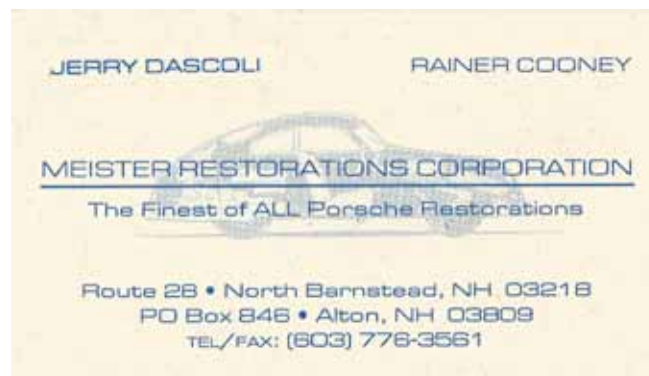 JERRY DASCOLI RAINER COONEY
MEISTER RESTORATIONS CORPORATION
The Finest of ALL Porsche Restorations
Route 28 • North Barnstead, NH 03218
PO Box 846 • Alton, NH 03809
TEL/FAX: (603) 776-3561